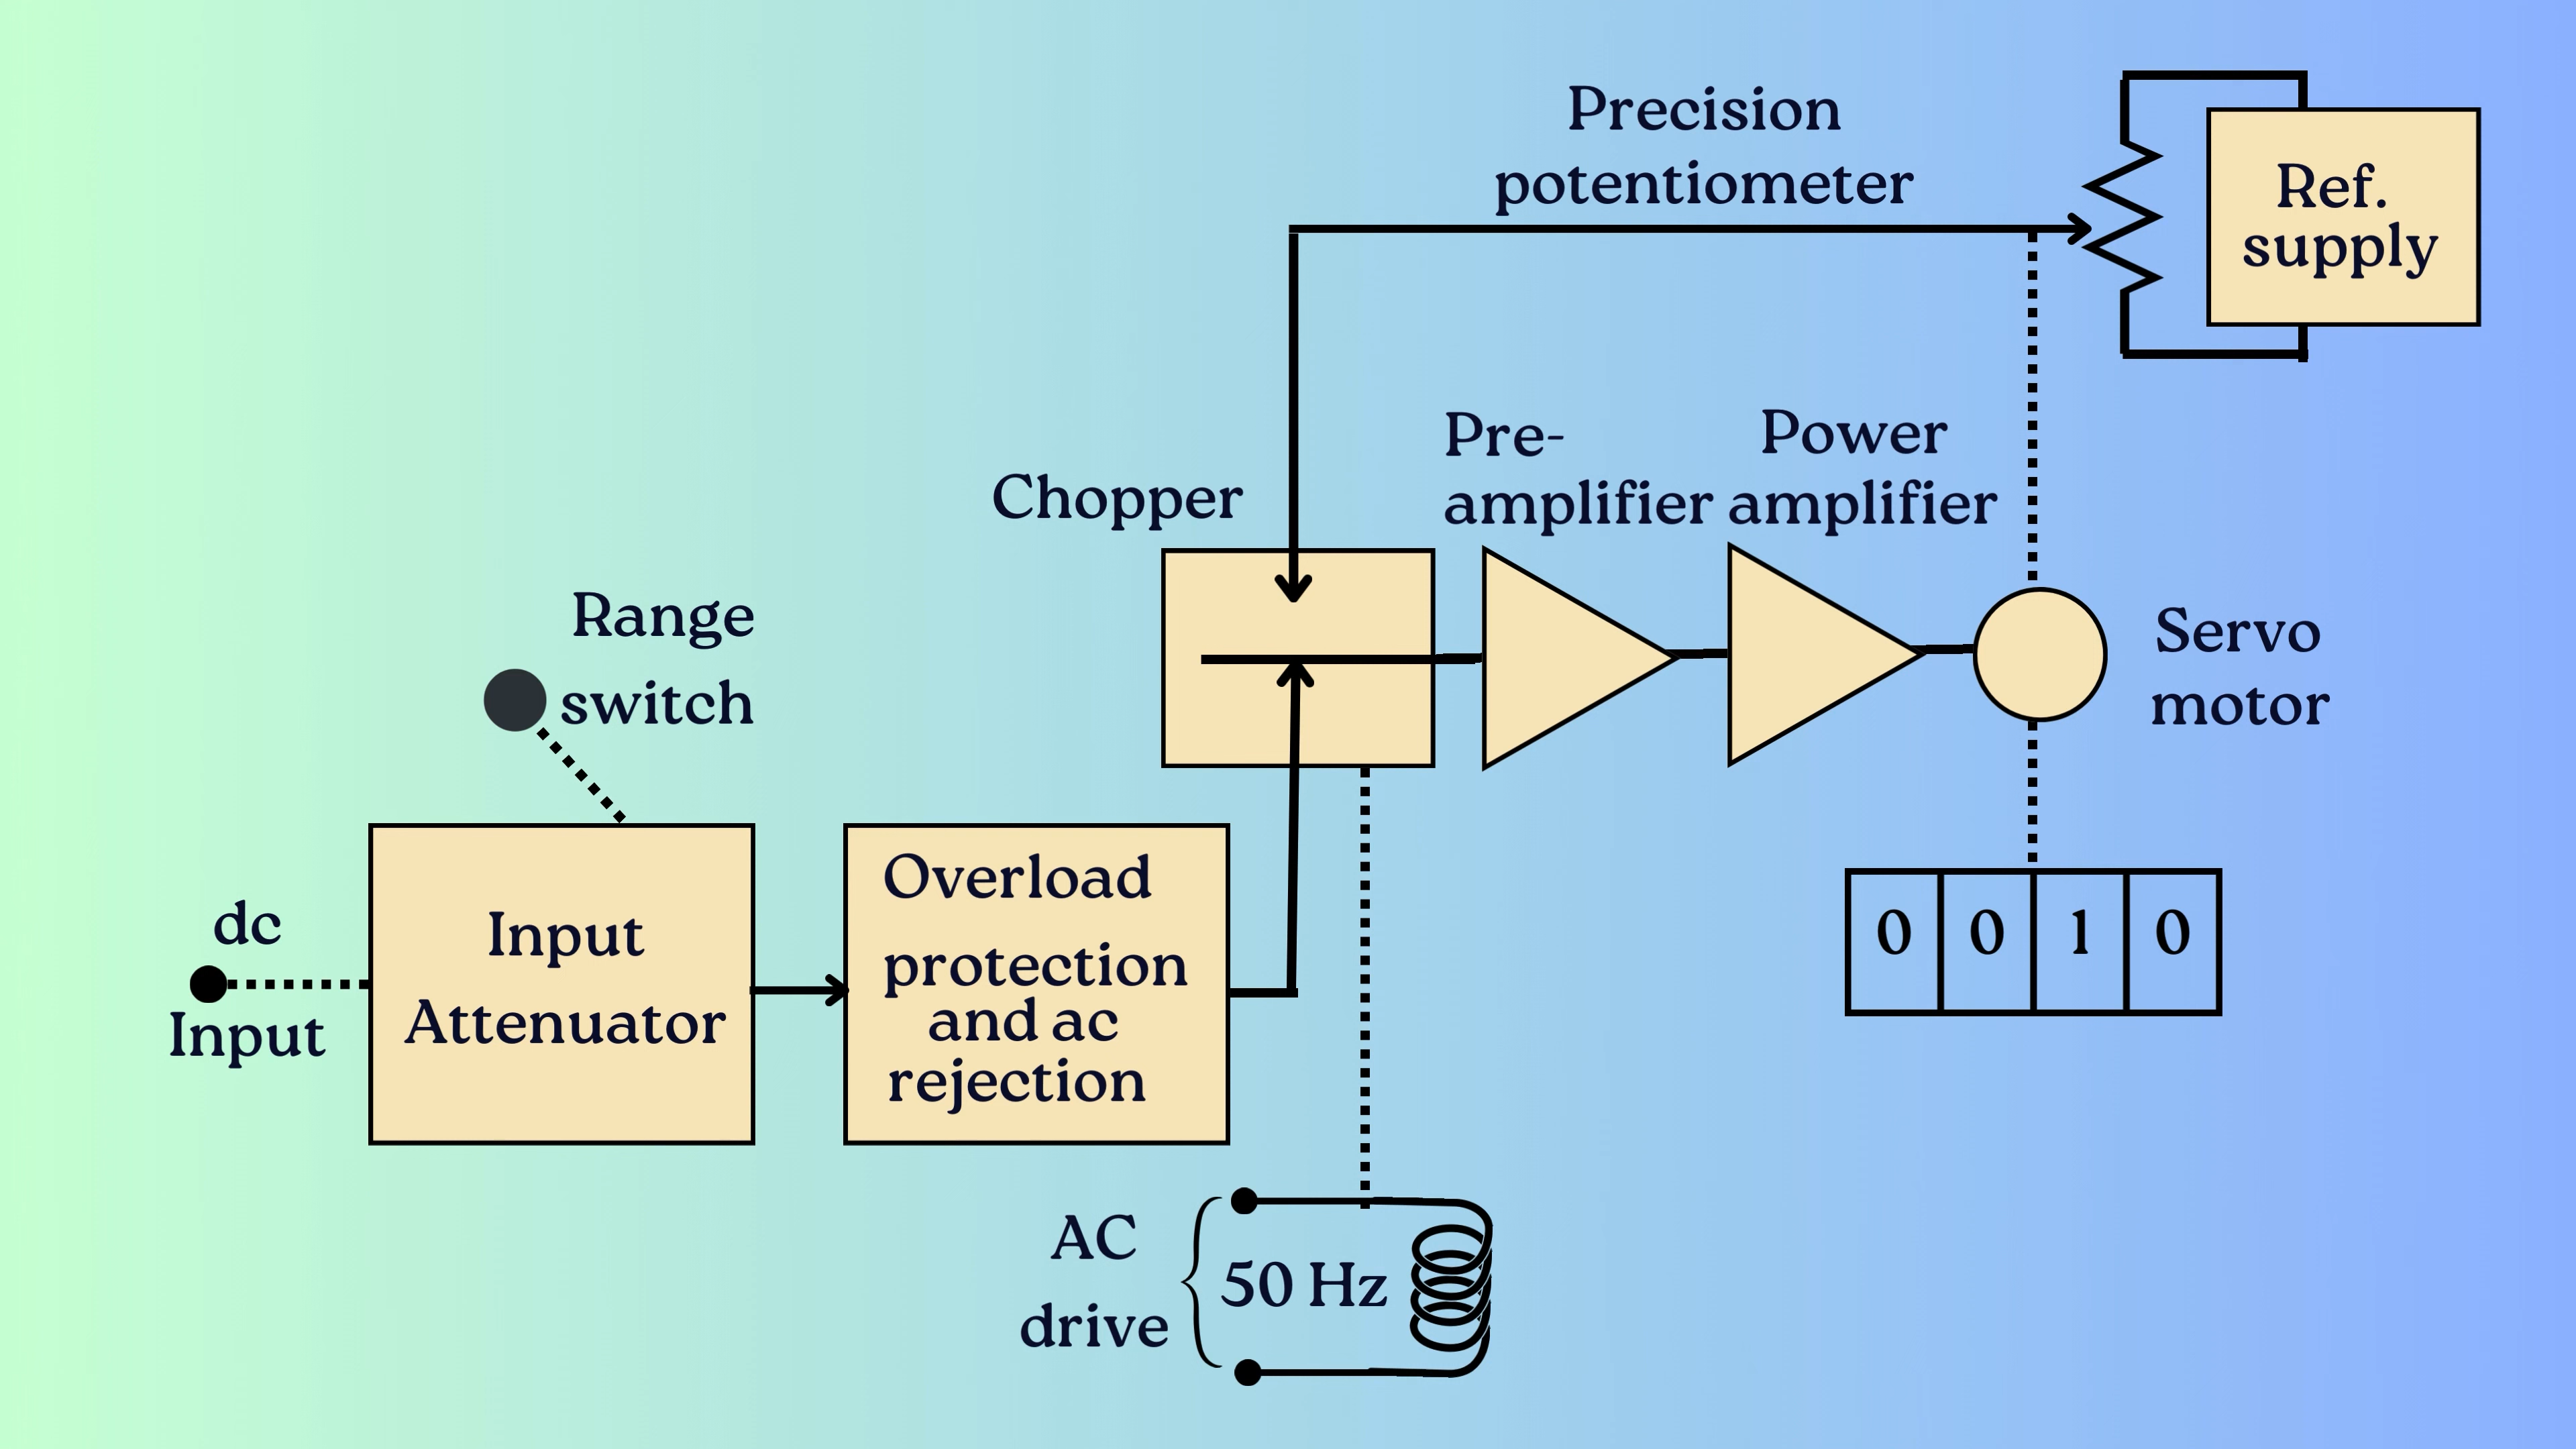 Precision
potentiometer
Ref.
supply
Pre-
amplifier
Power
amplifier
Chopper
Range
switch
Servo
motor
dc
Input
Input
Attenuator
Overload
protection
and ac
rejection
0 0 1 0
AC
drive
50 Hz